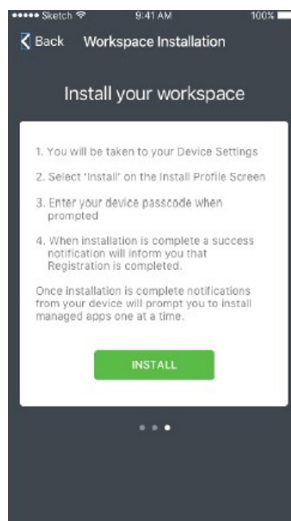 Sketch 9:41 AM 100%
Back Workspace Installation
Install your workspace
1. You will be taken to your Device Settings
2. Select 'Install' on the Install Profile Screen
3. Enter your device passcode when
prompted
4. When installation is complete a success
notification will inform you that
Registration is completed.
Once installation is complete notifications
from your device will prompt you to install
managed apps one at a time.
INSTALL